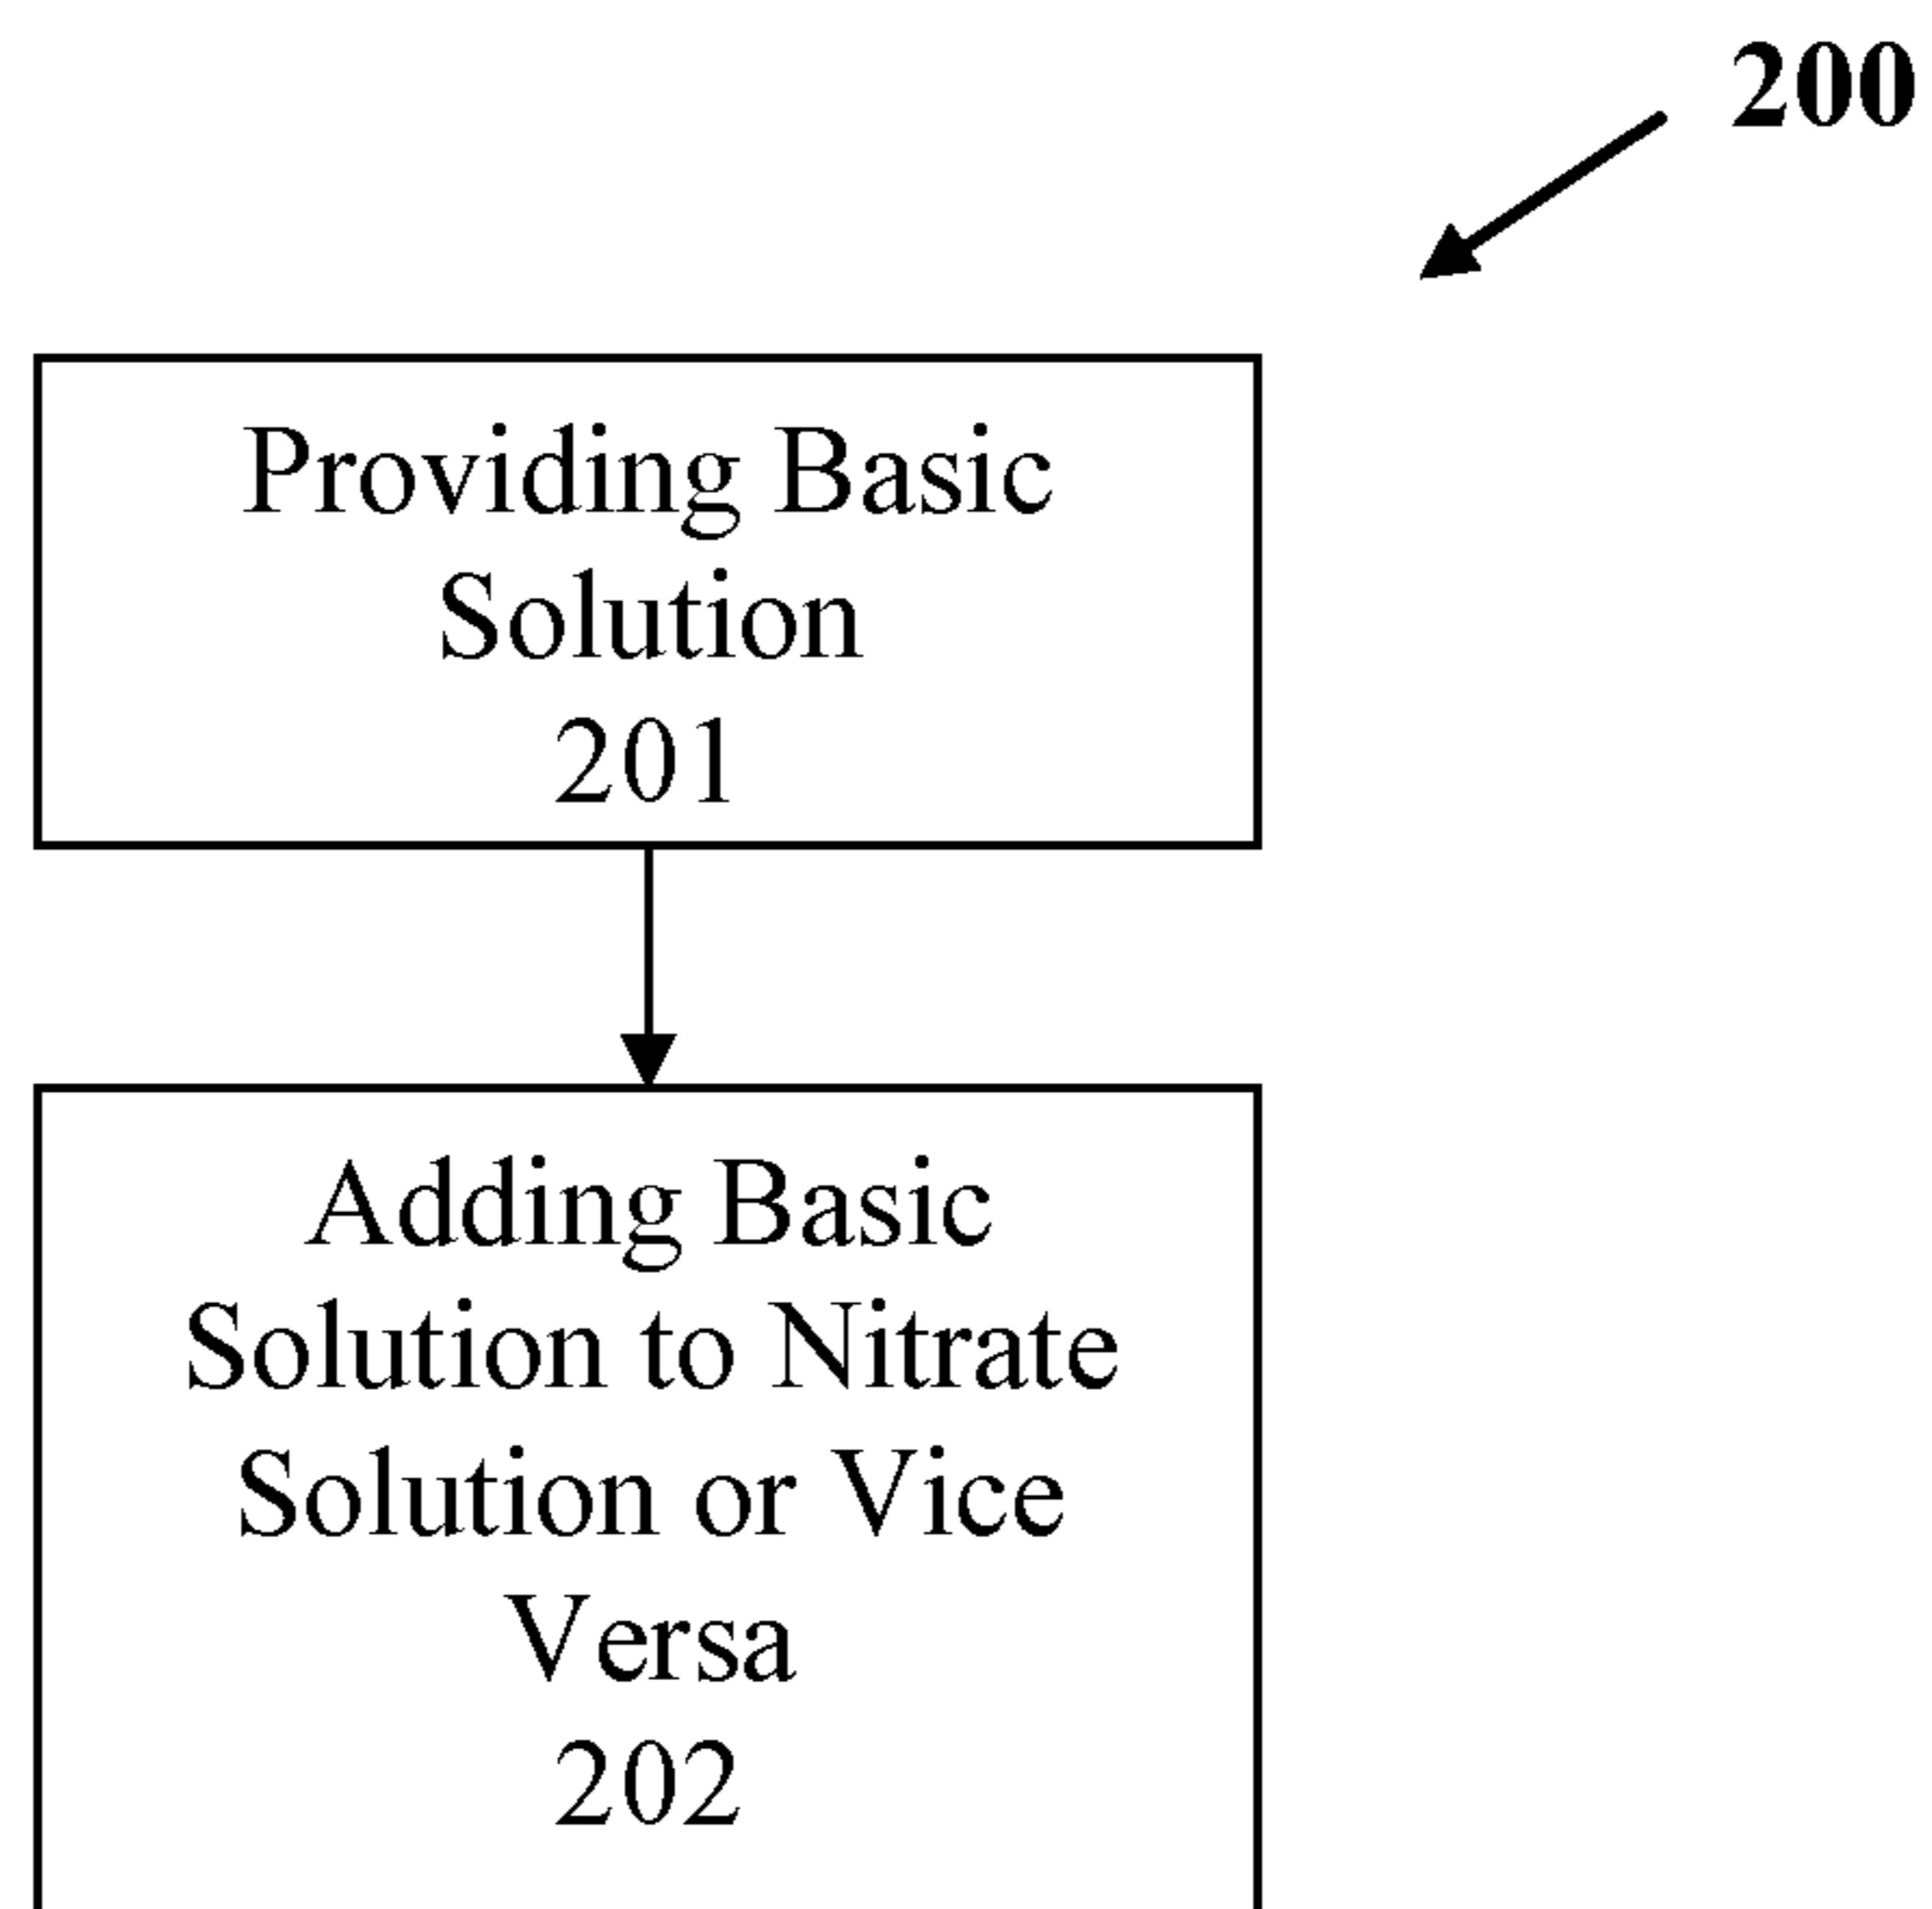 200
Providing Basic
Solution
201
Adding Basic
Solution to Nitrate
Solution or Vice
Versa
202